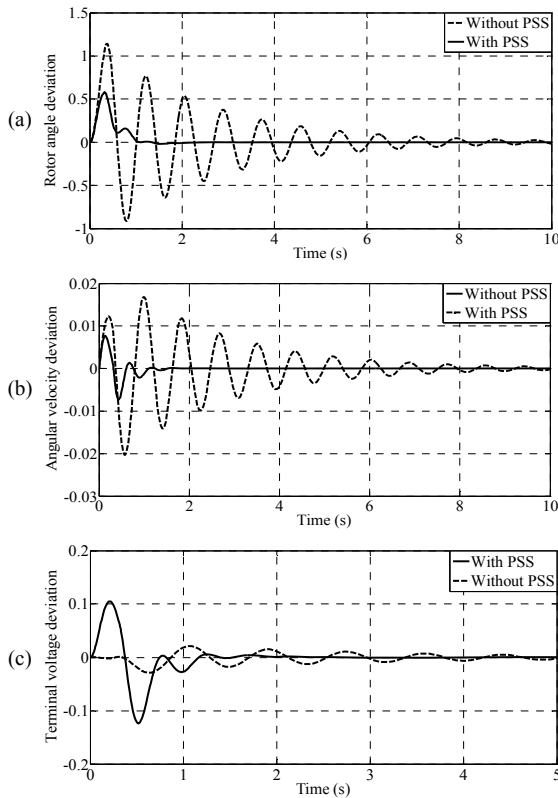 (a)
Rotor angle deviation
1.5
1
0.5
0
-0.5
-1
Without PSS
With PSS
0 2 4 6 8 10
Time (s)
(b)
Angular velocity deviation
0.02
0.01
0
-0.01
-0.02
-0.03
Without PSS
With PSS
0 2 4 6 8 10
Time (s)
(c)
Terminal voltage deviation
0.2
0.1
0
-0.1
-0.2
With PSS
Without PSS
0 1 2 3 4 5
Time (s)